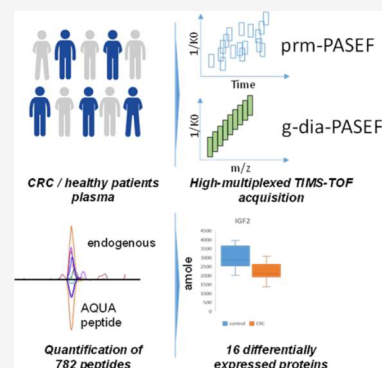 1/K0
prm-PASEF
Time
1/K0
g-dia-PASEF
m/z
CRC / healthy patients
plasma
High-multiplexed TIMS-TOF
acquisition
endogenous
AQUA
peptide
Quantification of
782 peptides
IGF2
amole
4500
4000
3500
3000
2500
2000
1500
1000
500
0
control
CRC
16 differentially
expressed proteins